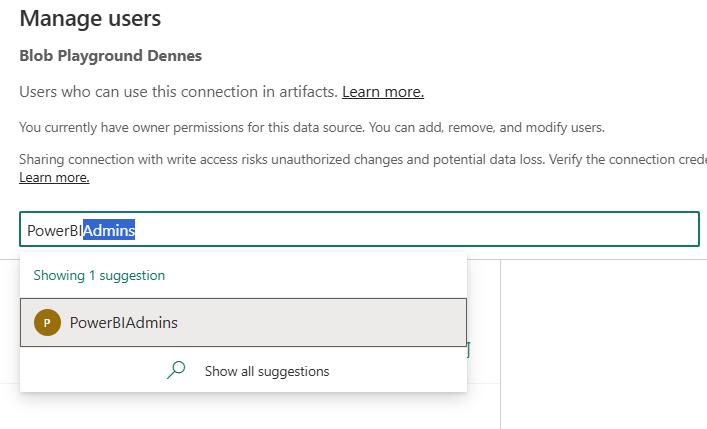 Manage users
Blob Playground Dennes
Users who can use this connection in artifacts. Learn more.
You currently have owner permissions for this data source. You can add, remove, and modify users.
Sharing connection with write access risks unauthorized changes and potential data loss. Verify the connection
Learn more.
PowerBIAdmins
Showing 1 suggestion
P PowerBIAdmins
Show all suggestions